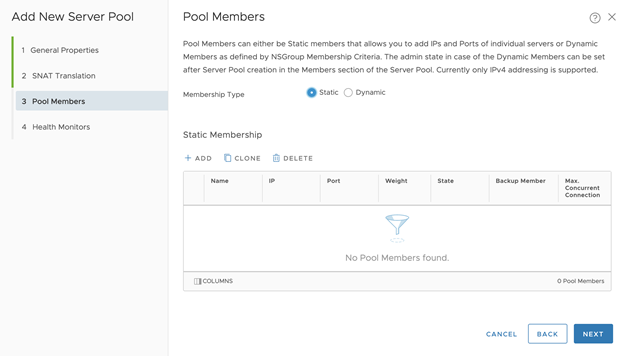 Add New Server Pool
1 General Properties
2 SNAT Translation
3 Pool Members
4 Health Monitors
Pool Members
?
Pool Members can either be Static members that allows you to add IPs and Ports of individual servers or Dynamic
Members as defined by NSGroup Membership Criteria. The admin state in case of the Dynamic Members can be set
after Server Pool creation in the Members section of the Server Pool. Currently only IPv4 addressing is supported.
Membership Type Static Dynamic
Static Membership
+ ADD CLONE DELETE
Name IP Port Weight State Backup Member Max.
Concurrent
Connection
No Pool Members found.
COLUMNS 0 Pool Members
CANCEL BACK NEXT